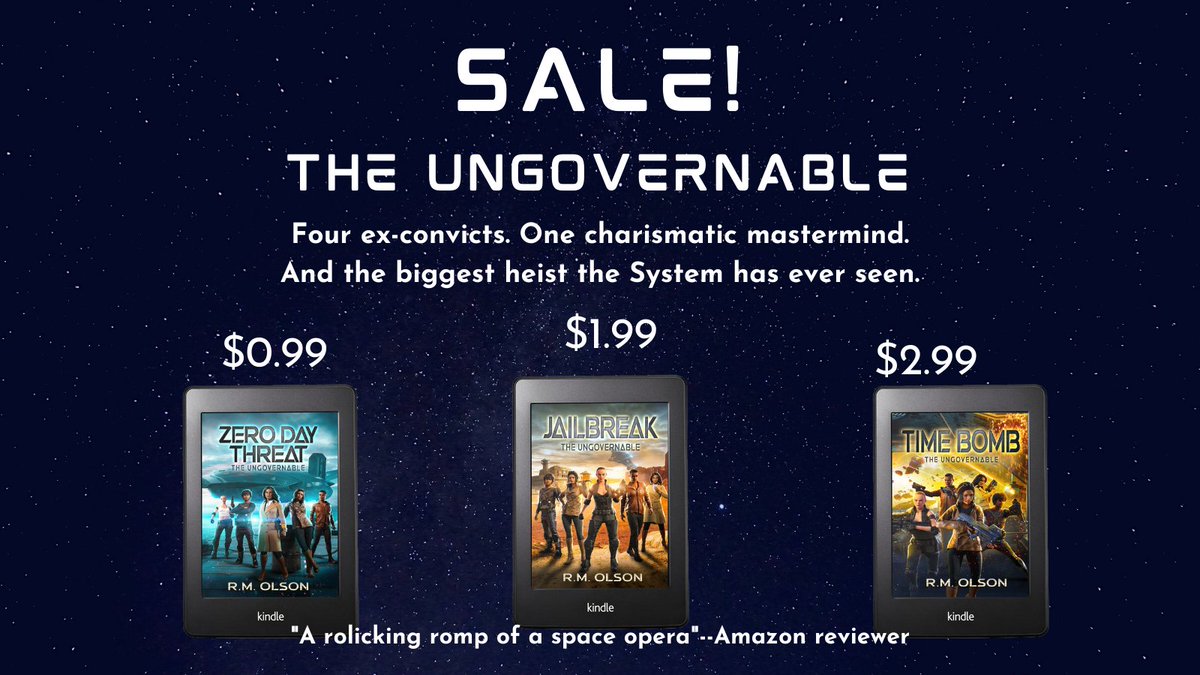 SALE!
THE UNGOVERNABLE
Four ex-convicts. One charismatic mastermind.
And the biggest heist the System has ever seen.
$0.99
$1.99
$2.99
ZERO DAY
THREAT
THE UNGOVERNABLE
R.M. OLSON
kindle
JAILBREAK
THE UNGOVERNABLE
R.M. OLSON
kindle
TIME BOMB
THE UNGOVERNABLE
R.M. OLSON
kindle
"A rolicking romp of a space opera"--Amazon reviewer